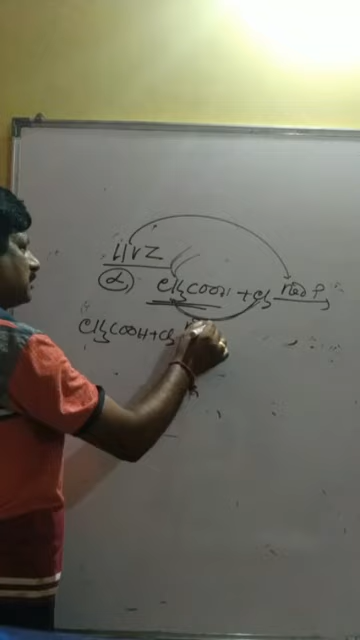 HVZ
α CH3COOH + Cl2 Red P
CH3COOH + Cl2